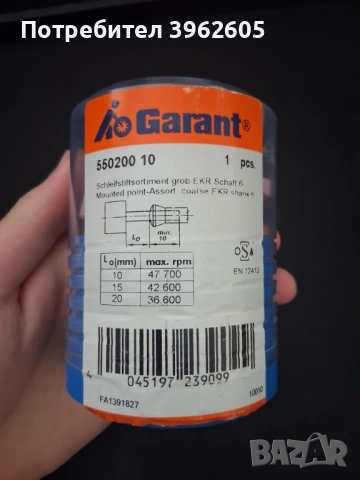 Потребител 3962605
Garant®
550200 10 1 pcs.
Schleifstiftsortiment grob EKR Schaft 6
Mounted point-Assort. coarse EKR shank 6
L₀ min. 10
L₀(mm) max. rpm
10 47.700
15 42.600
20 36.600
EN 12413
4 045197 239099
FA1391827
BAZAR